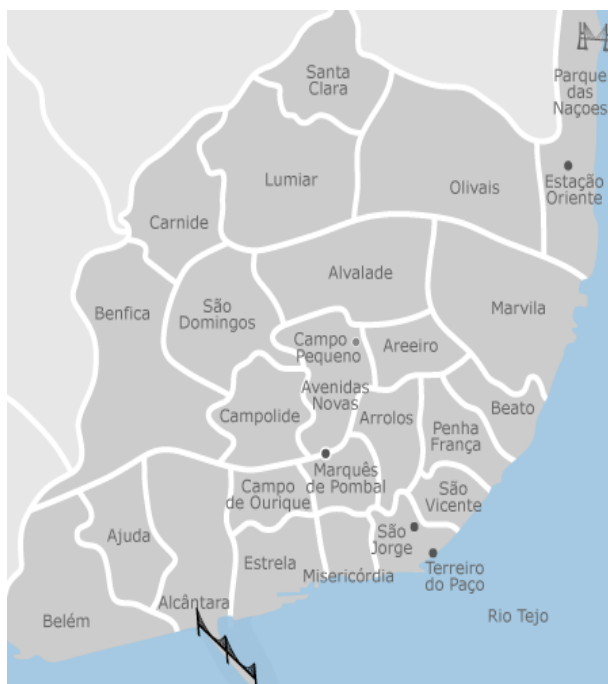 Santa
Clara
Parque
das
Naçoes
Lumiar
Olivais
Estação
Oriente
Carnide
Alvalade
Benfica
São
Domingos
Marvila
Campo
Pequeno
Areeiro
Avenidas
Novas
Campolide
Arrolos
Beato
Penha
França
Marquês
de Pombal
Campo
de Ourique
São
Vicente
Ajuda
São
Jorge
Estrela
Misericórdia
Terreiro
do Paço
Alcântara
Belém
Rio Tejo